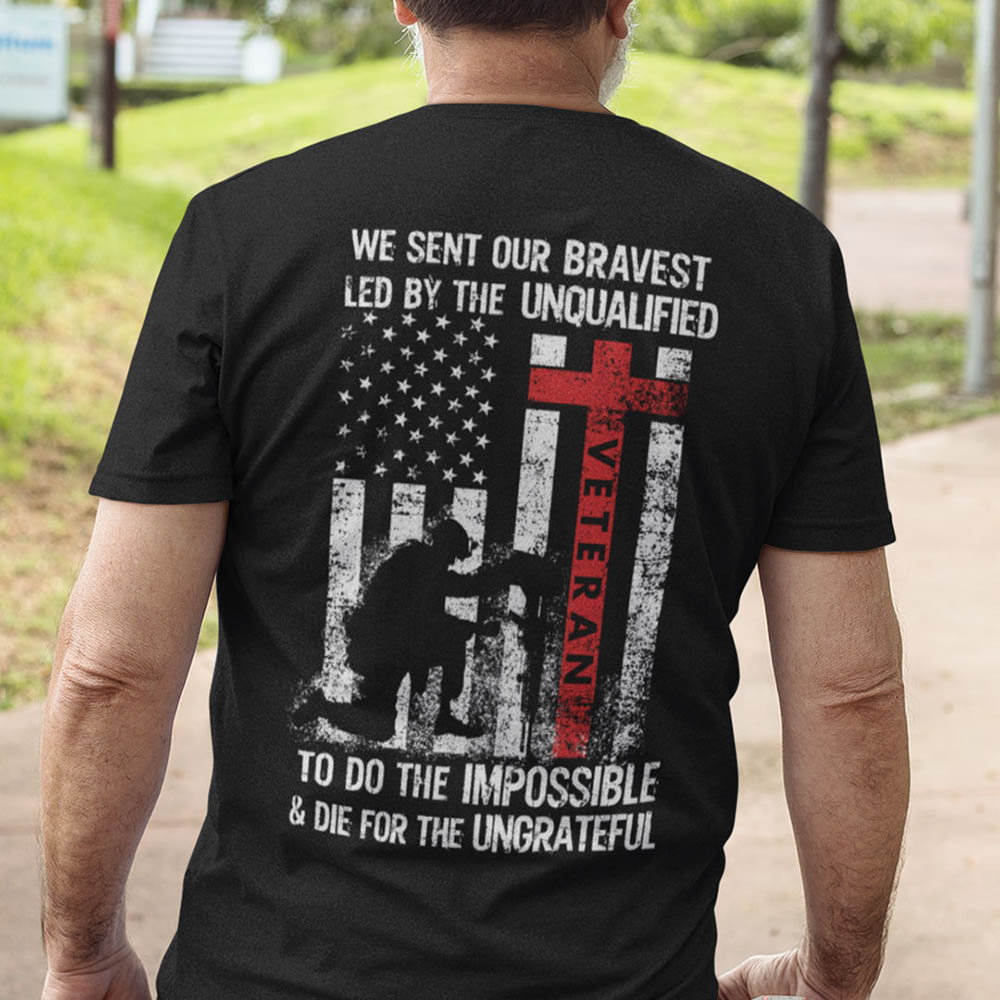 WE SENT OUR BRAVEST
LED BY THE UNQUALIFIED
VETERAN
TO DO THE IMPOSSIBLE
& DIE FOR THE UNGRATEFUL